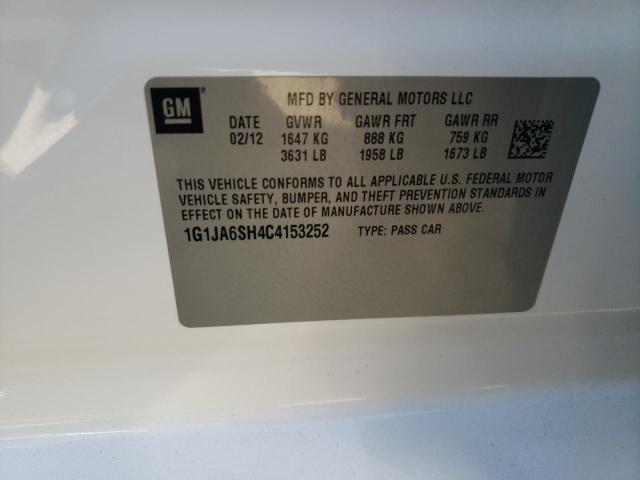 GM
MFD BY GENERAL MOTORS LLC
DATE GVWR GAWR FRT GAWR RR
02/12 1647 KG 888 KG 759 KG
3631 LB 1958 LB 1673 LB
THIS VEHICLE CONFORMS TO ALL APPLICABLE U.S. FEDERAL MOTOR
VEHICLE SAFETY, BUMPER, AND THEFT PREVENTION STANDARDS IN
EFFECT ON THE DATE OF MANUFACTURE SHOWN ABOVE.
1G1JA6SH4C4153252 TYPE: PASS CAR